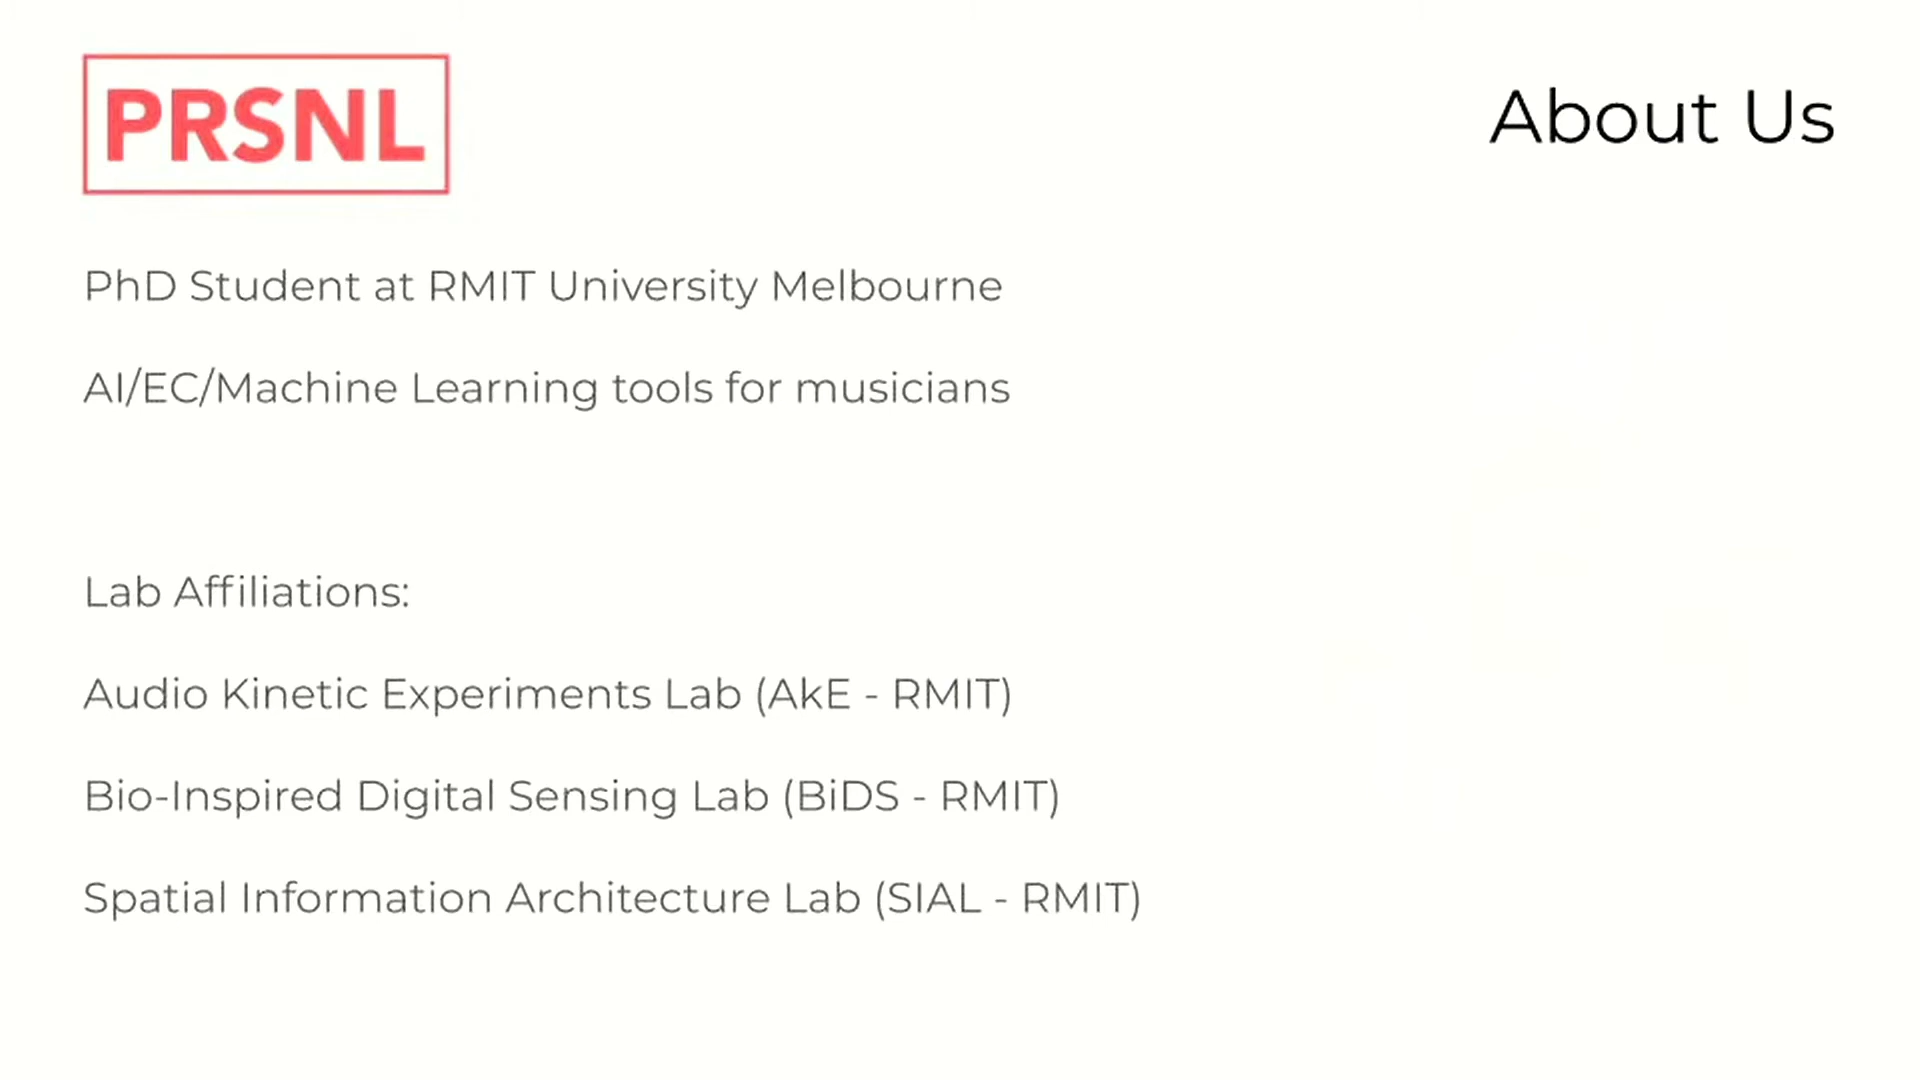 PRSNL
About Us
PhD Student at RMIT University Melbourne
AI/EC/Machine Learning tools for musicians
Lab Affiliations:
Audio Kinetic Experiments Lab (AkE - RMIT)
Bio-Inspired Digital Sensing Lab (BiDS - RMIT)
Spatial Information Architecture Lab (SIAL - RMIT)